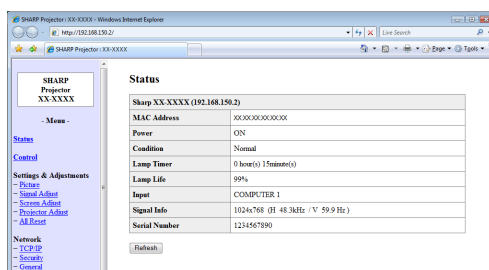 SHARP Projector : XX-XXXX - Windows Internet Explorer
http://192.168.150.2/
Live Search
SHARP Projector : XX-XXXX
Page
Tools
SHARP
Projector
XX-XXXX
- Menu -
Status
Control
Settings & Adjustments
– Picture
– Signal Adjust
– Screen Adjust
– Projector Adjust
– All Reset
Network
– TCP/IP
– Security
– General
Status
Sharp XX-XXXX (192.168.150.2)
MAC Address XX:XX:XX:XX:XX:XX
Power ON
Condition Normal
Lamp Timer 0 hour(s) 15minute(s)
Lamp Life 99%
Input COMPUTER 1
Signal Info 1024x768 (H 48.3kHz / V 59.9 Hz )
Serial Number 1234567890
Refresh